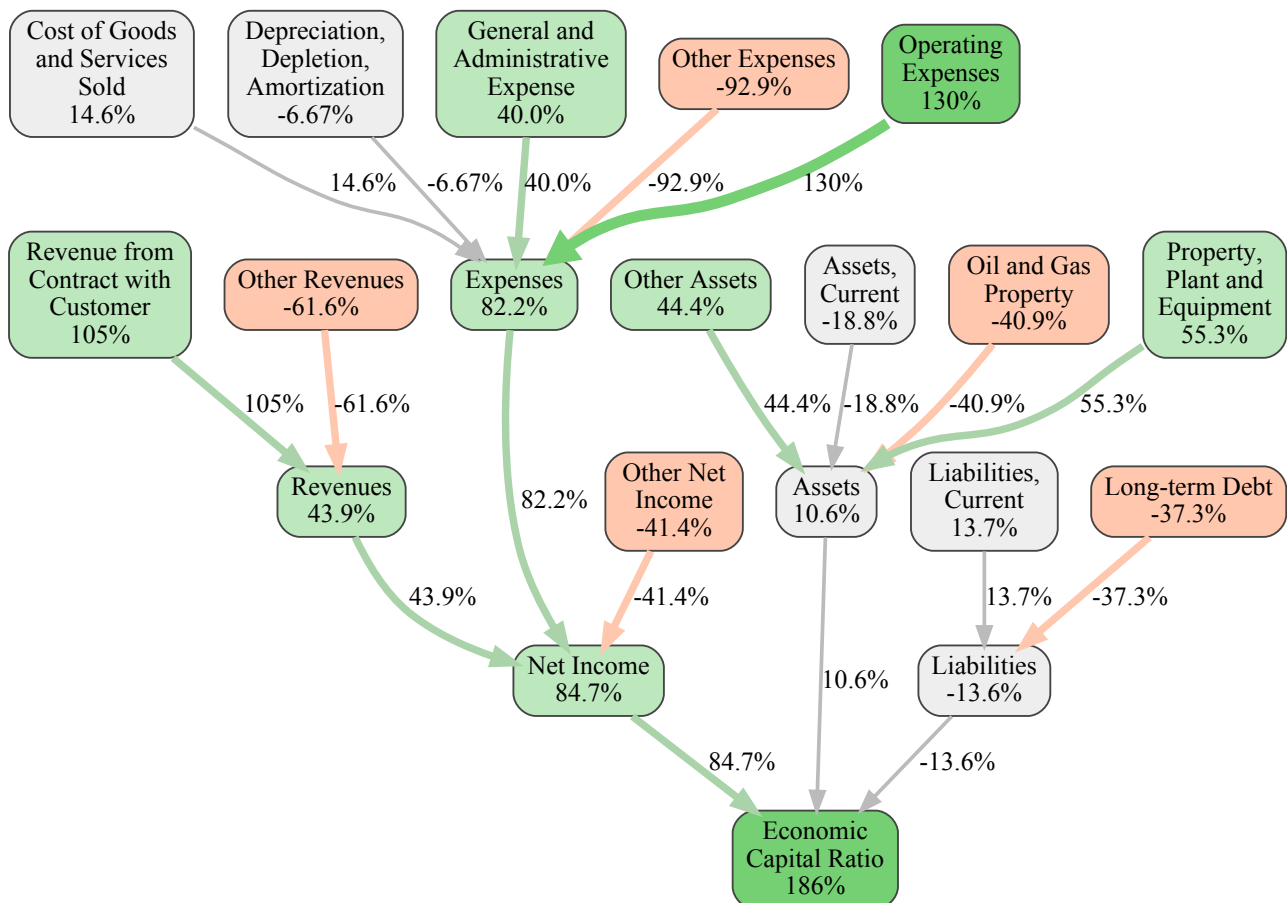 Cost of Goods
and Services
Sold
14.6%
Depreciation,
Depletion,
Amortization
-6.67%
General and
Administrative
Expense
40.0%
Other Expenses
-92.9%
Operating
Expenses
130%
14.6%
-6.67%
40.0%
-92.9%
130%
Revenue from
Contract with
Customer
105%
Other Revenues
-61.6%
Expenses
82.2%
Other Assets
44.4%
Assets,
Current
-18.8%
Oil and Gas
Property
-40.9%
Property,
Plant and
Equipment
55.3%
105%
-61.6%
44.4%
-18.8%
-40.9%
55.3%
Revenues
43.9%
82.2%
Other Net
Income
-41.4%
Assets
10.6%
Liabilities,
Current
13.7%
Long-term Debt
-37.3%
43.9%
-41.4%
13.7%
-37.3%
Net Income
84.7%
10.6%
Liabilities
-13.6%
84.7%
-13.6%
Economic
Capital Ratio
186%